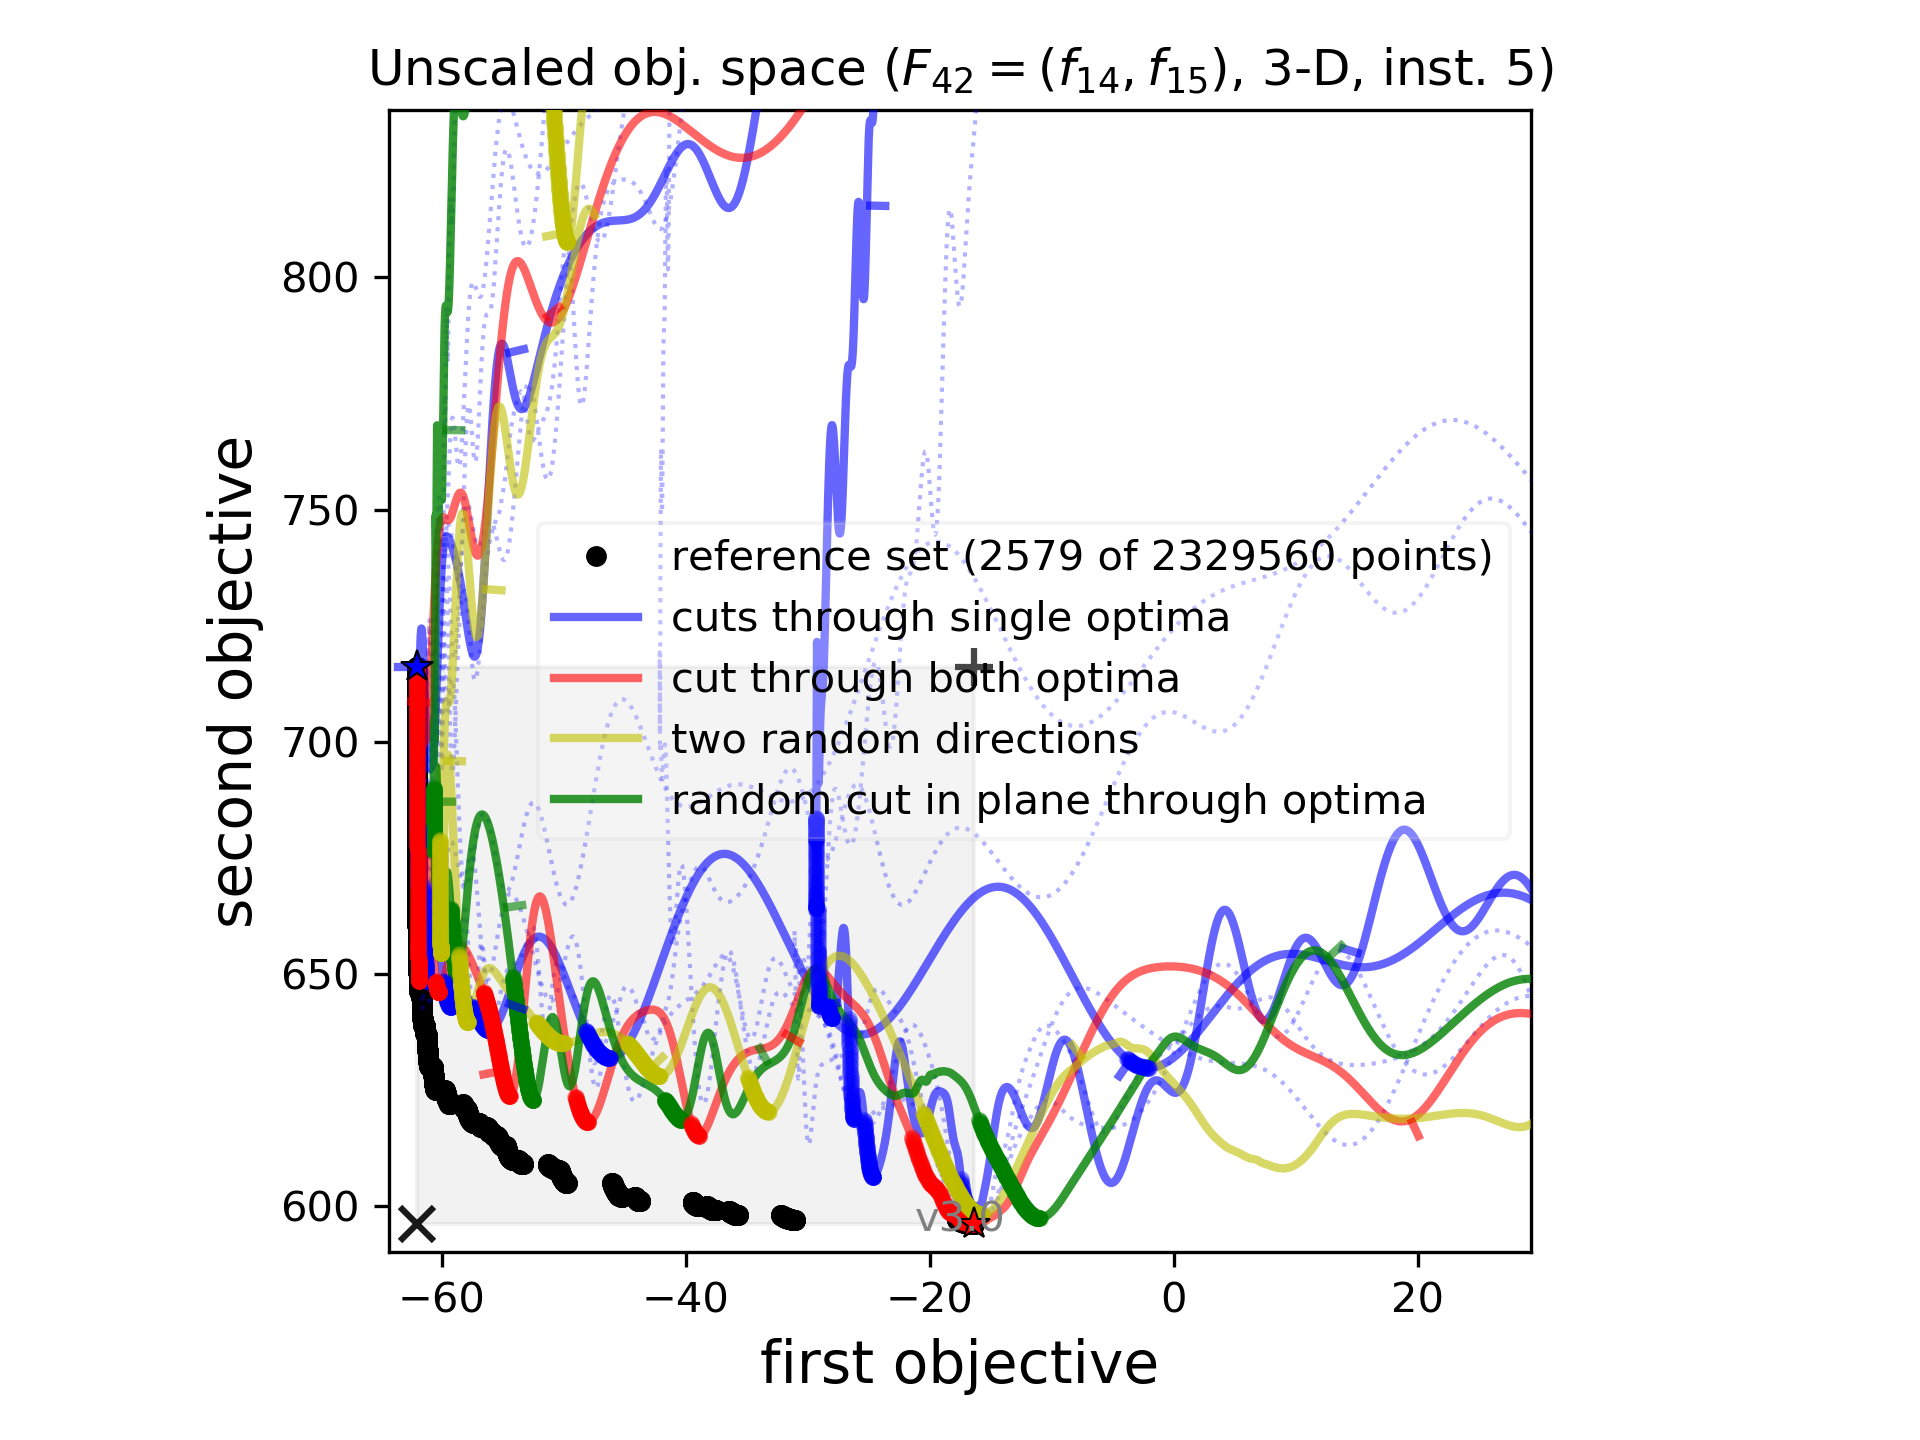 Unscaled obj. space (F42 = (f14, f15), 3-D, inst. 5)
second objective
800
750
700
650
600
reference set (2579 of 2329560 points)
cuts through single optima
cut through both optima
two random directions
random cut in plane through optima
v3.0
−60 −40 −20 0 20
first objective